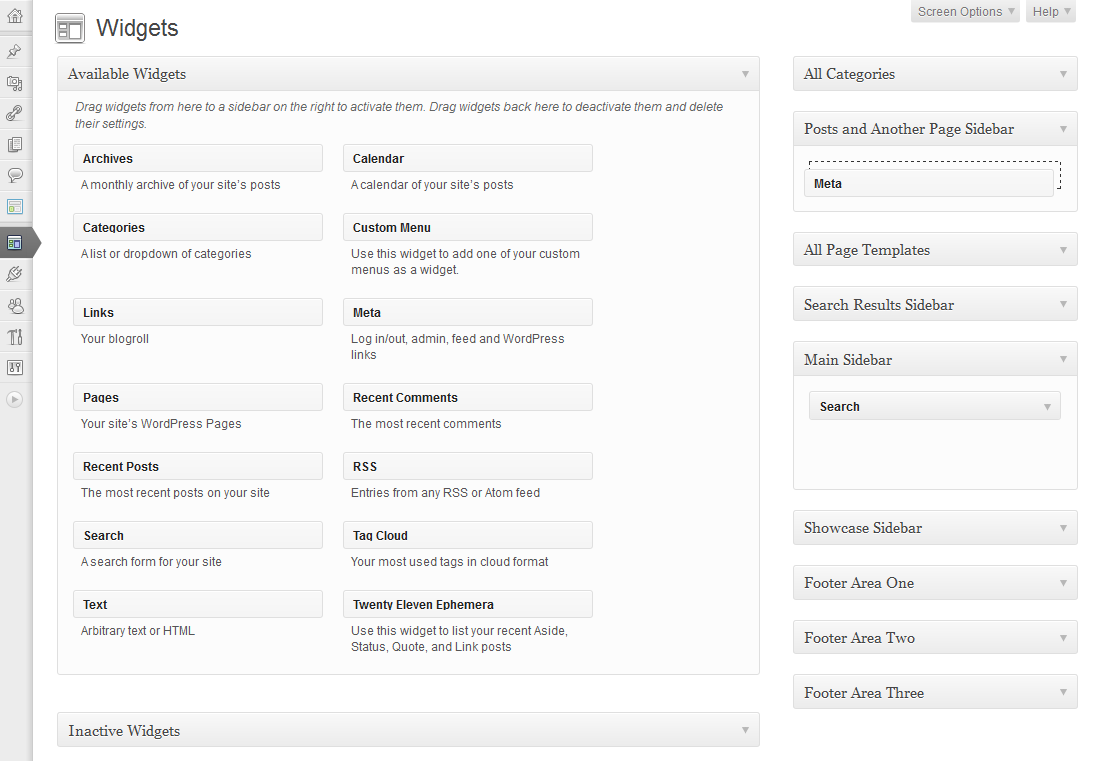 Screen Options Help
Widgets
Available Widgets
Drag widgets from here to a sidebar on the right to activate them. Drag widgets back here to deactivate them and delete
their settings.
Archives
A monthly archive of your site's posts
Calendar
A calendar of your site's posts
Categories
A list or dropdown of categories
Custom Menu
Use this widget to add one of your custom
menus as a widget.
Links
Your blogroll
Meta
Log in/out, admin, feed and WordPress
links
Pages
Your site's WordPress Pages
Recent Comments
The most recent comments
Recent Posts
The most recent posts on your site
RSS
Entries from any RSS or Atom feed
Search
A search form for your site
Tag Cloud
Your most used tags in cloud format
Text
Arbitrary text or HTML
Twenty Eleven Ephemera
Use this widget to list your recent Aside,
Status, Quote, and Link posts
Inactive Widgets
All Categories
Posts and Another Page Sidebar
Meta
All Page Templates
Search Results Sidebar
Main Sidebar
Search
Showcase Sidebar
Footer Area One
Footer Area Two
Footer Area Three